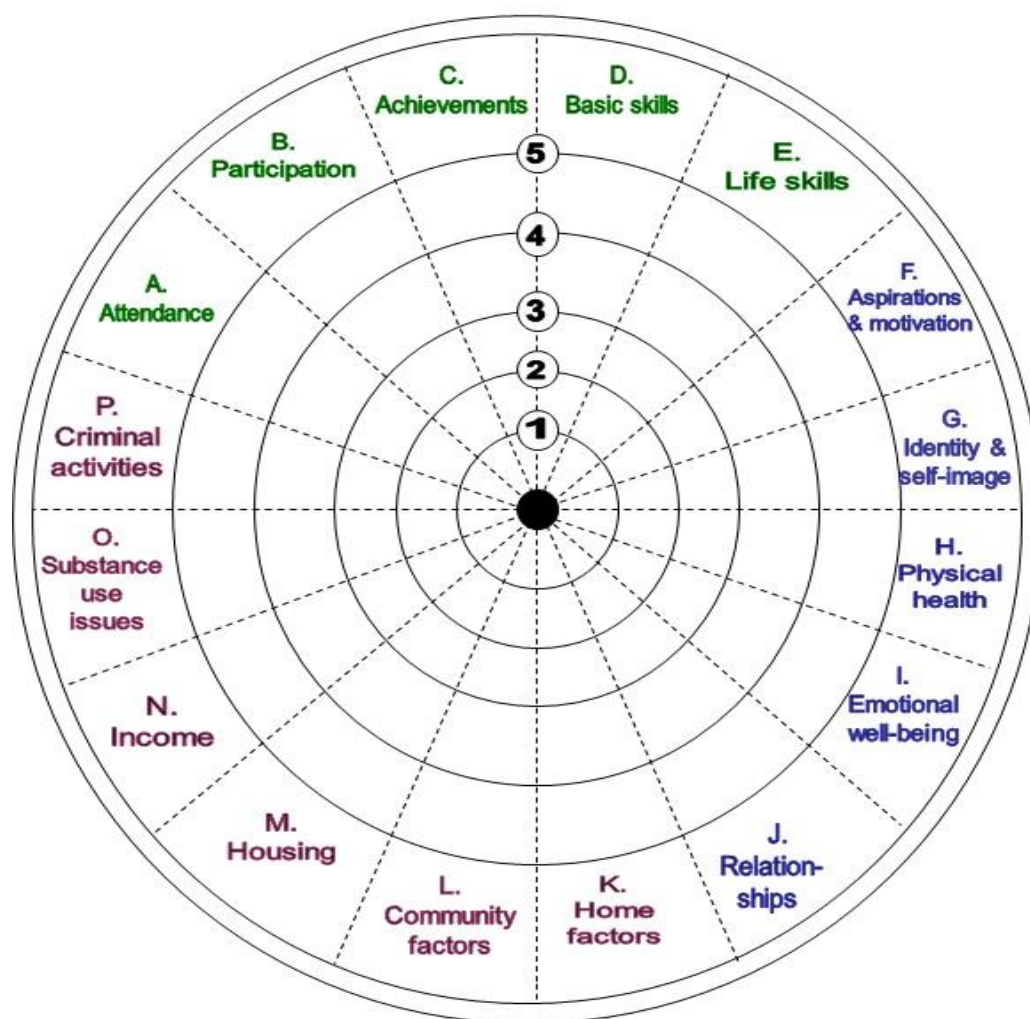 A.
Attendance
B.
Participation
C.
Achievements
D.
Basic skills
E.
Life skills
F.
Aspirations
& motivation
G.
Identity &
self-image
H.
Physical
health
I.
Emotional
well-being
J.
Relation-
ships
K.
Home
factors
L.
Community
factors
M.
Housing
N.
Income
O.
Substance
use
issues
P.
Criminal
activities
5
4
3
2
1